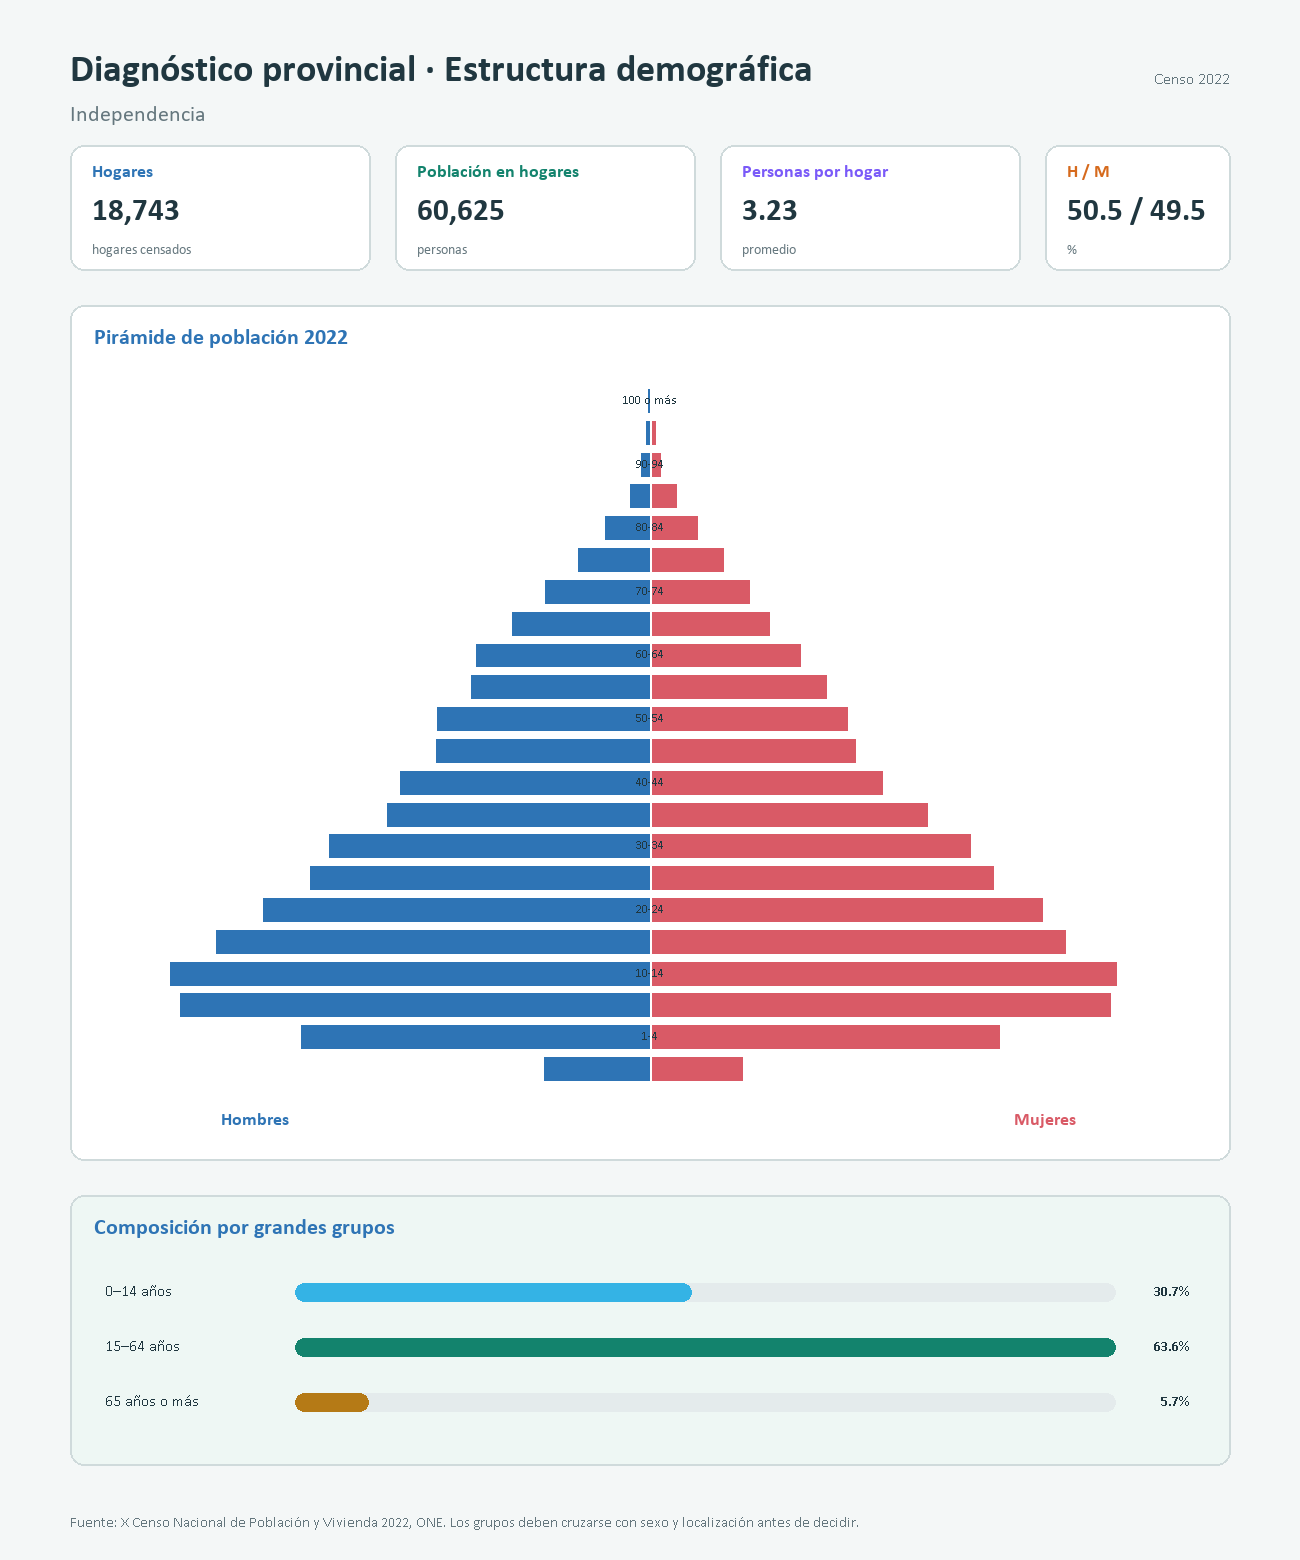 Diagnóstico provincial · Estructura demográfica
Censo 2022
Independencia
Hogares
18,743
hogares censados
Población en hogares
60,625
personas
Personas por hogar
3.23
promedio
H / M
50.5 / 49.5
%
Pirámide de población 2022
100 o más
90-94
80-84
70-74
60-64
50-54
40-44
30-34
20-24
10-14
1-4
Hombres
Mujeres
Composición por grandes grupos
0–14 años
30.7%
15–64 años
63.6%
65 años o más
5.7%
Fuente: X Censo Nacional de Población y Vivienda 2022, ONE. Los grupos deben cruzarse con sexo y localización antes de decidir.